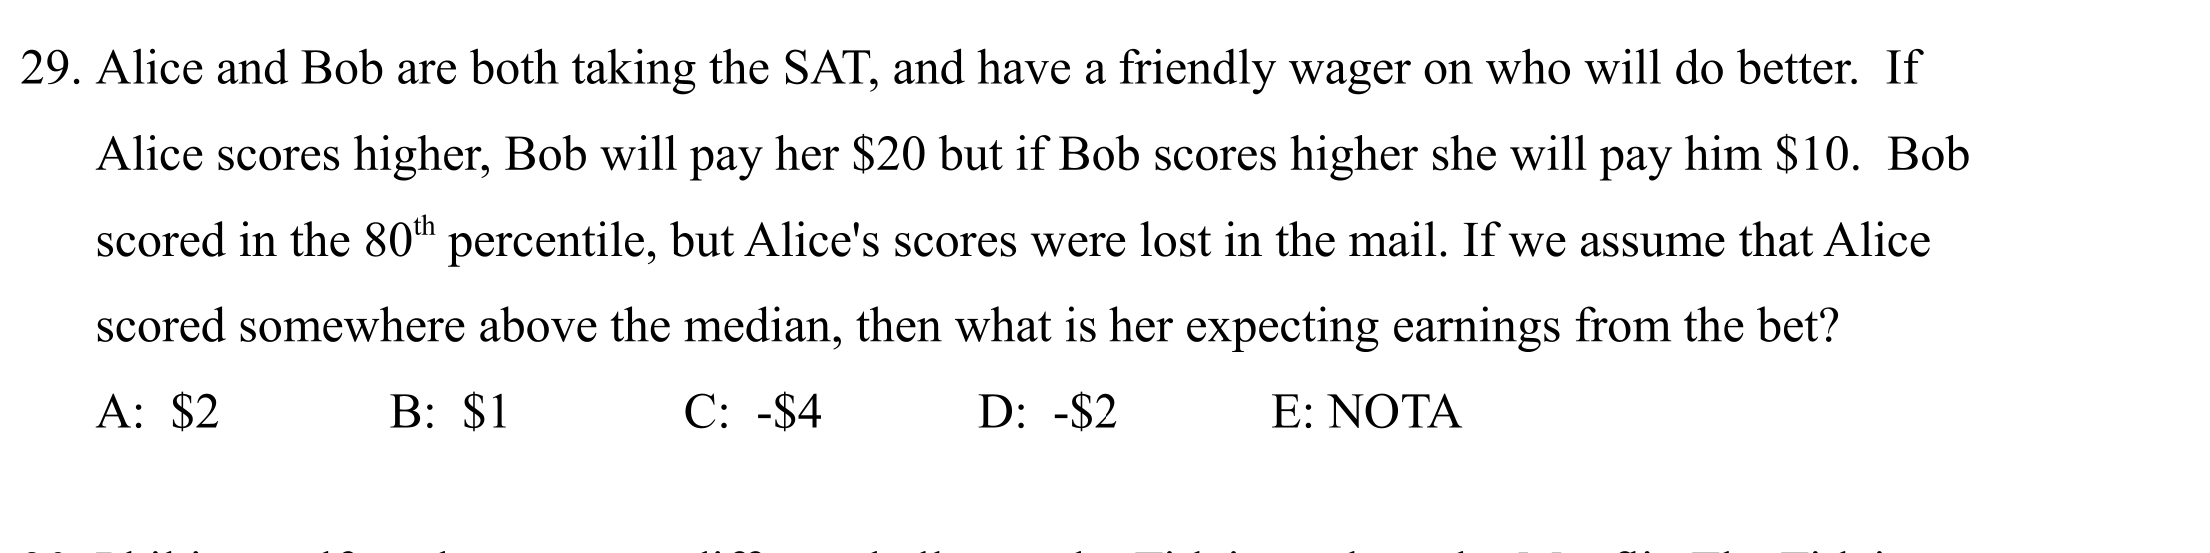 29. Alice and Bob are both taking the SAT, and have a friendly wager on who will do better.  If
Alice scores higher, Bob will pay her $20 but if Bob scores higher she will pay him $10.  Bob
scored in the 80th percentile, but Alice's scores were lost in the mail. If we assume that Alice
scored somewhere above the median, then what is her expecting earnings from the bet?
A:  $2 B:  $1 C:  -$4 D:  -$2 E: NOTA